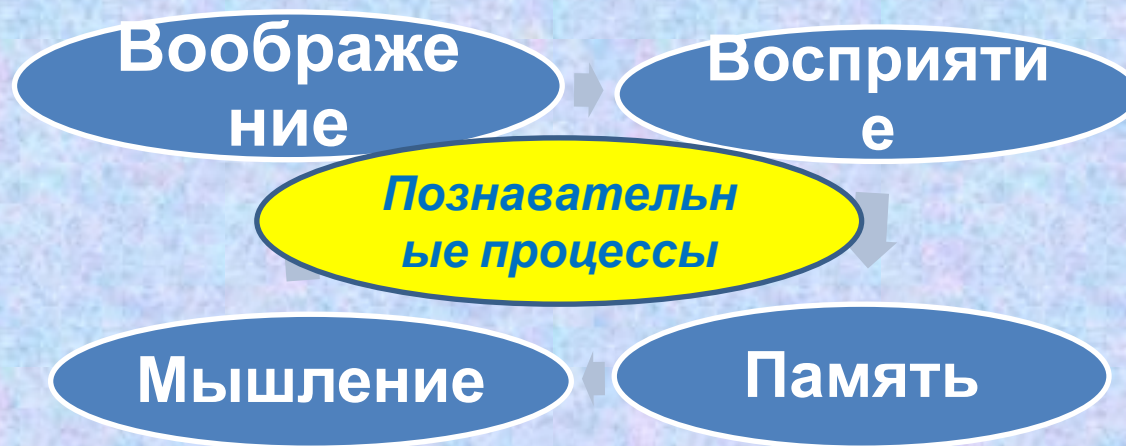 Воображе
ние
Восприяти
е
Познавательн
ые процессы
Мышление
Память